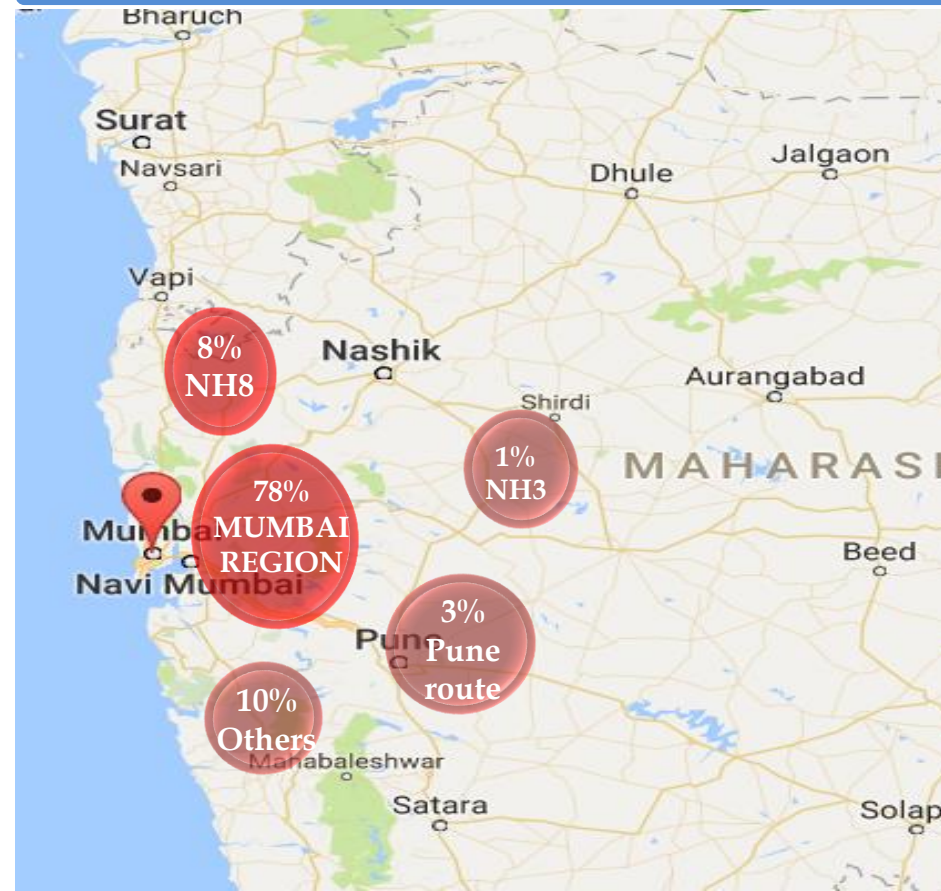 Bharuch
Surat
Navsari
Dhule
Jalgaon
Vapi
8%
NH8
Nashik
Aurangabad
Shirdi
1%
NH3
MAHARAS
78%
MUMBAI
REGION
Mumbai
Navi Mumbai
Beed
3%
Pune
Pune
route
10%
Others
Mahabaleshwar
Satara
Solap